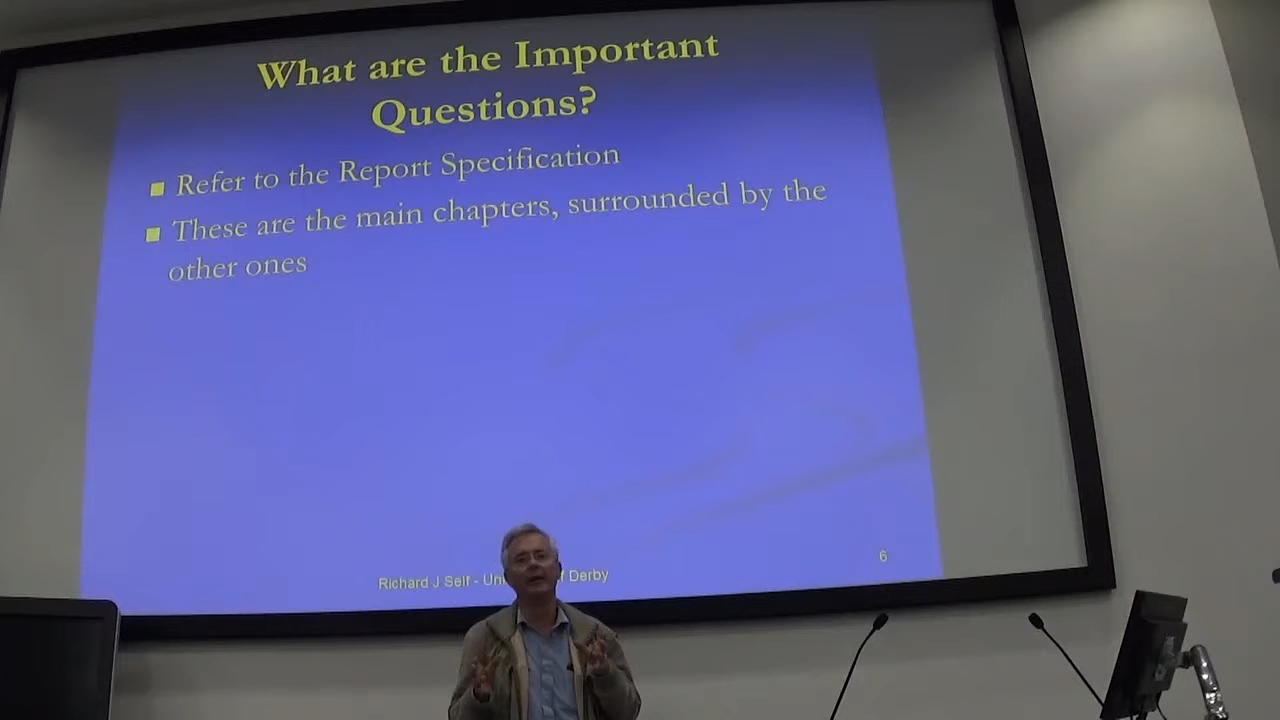 What are the Important
Questions?
Refer to the Report Specification
These are the main chapters, surrounded by the
other ones
Richard J Self - Un f Derby
6